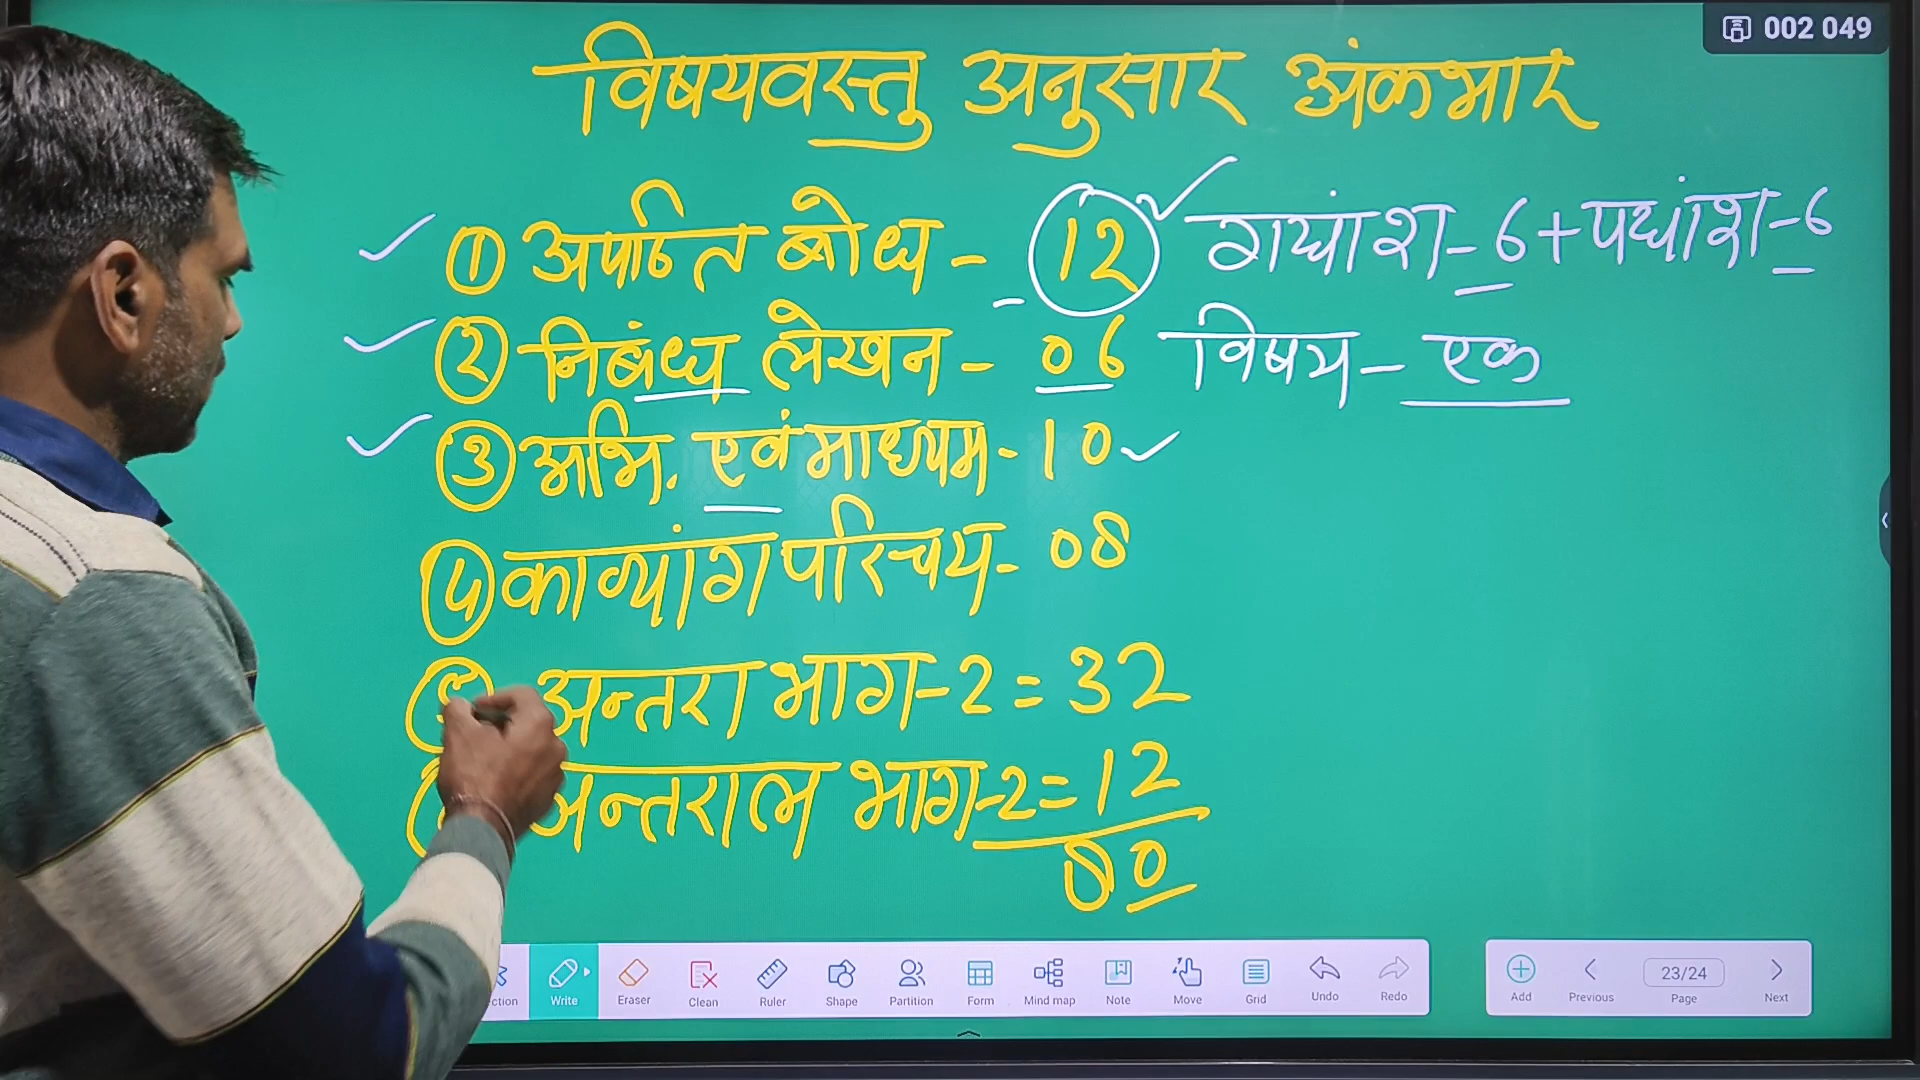 002 049
विषयवस्तु अनुसार अंकभार
① अपठित बोध - 12 गद्यांश - 6 + पद्यांश - 6
② निबंध लेखन - 06 विषय - एक
③ अभि. एवं माध्यम - 10
④ काव्यांग परिचय - 08
अन्तरा भाग - 2 = 32
अन्तराल भाग - 2 = 12
80
ction Write Eraser Clean Ruler Shape Partition Form Mind map Note Move Grid Undo Redo Add Previous 23/24 Page Next